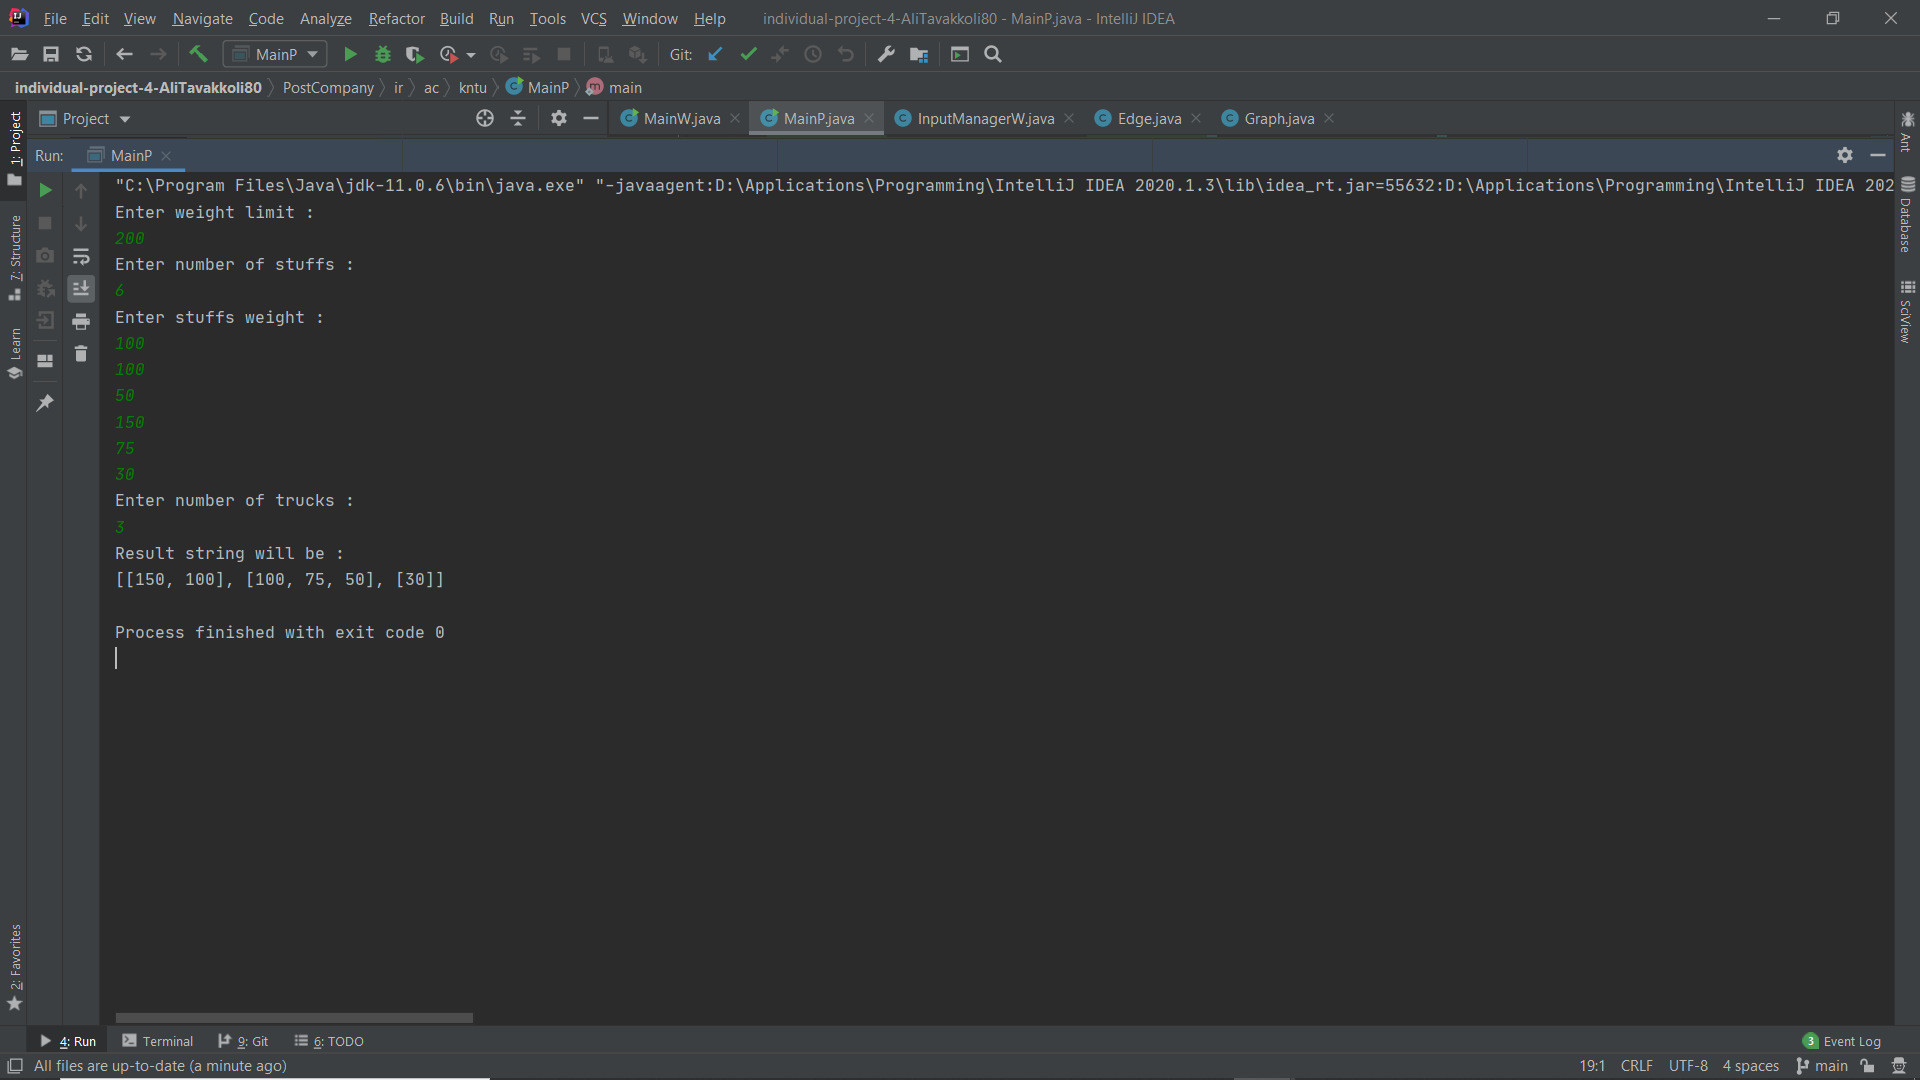 File Edit View Navigate Code Analyze Refactor Build Run Tools VCS Window Help individual-project-4-AliTavakkoli80 - MainP.java - IntelliJ IDEA
MainP Git:
individual-project-4-AliTavakkoli80 PostCompany ir ac kntu MainP main
Project MainW.java MainP.java InputManagerW.java Edge.java Graph.java
Run: MainP
"C:\Program Files\Java\jdk-11.0.6\bin\java.exe" "-javaagent:D:\Applications\Programming\IntelliJ IDEA 2020.1.3\lib\idea_rt.jar=55632:D:\Applications\Programming\IntelliJ IDEA 202
Enter weight limit :
200
Enter number of stuffs :
6
Enter stuffs weight :
100
100
50
150
75
30
Enter number of trucks :
3
Result string will be :
[[150, 100], [100, 75, 50], [30]]
Process finished with exit code 0
1: Project
7: Structure
Learn
2: Favorites
Ant
Database
SciView
4: Run Terminal 9: Git 6: TODO 3 Event Log
All files are up-to-date (a minute ago) 19:1 CRLF UTF-8 4 spaces main